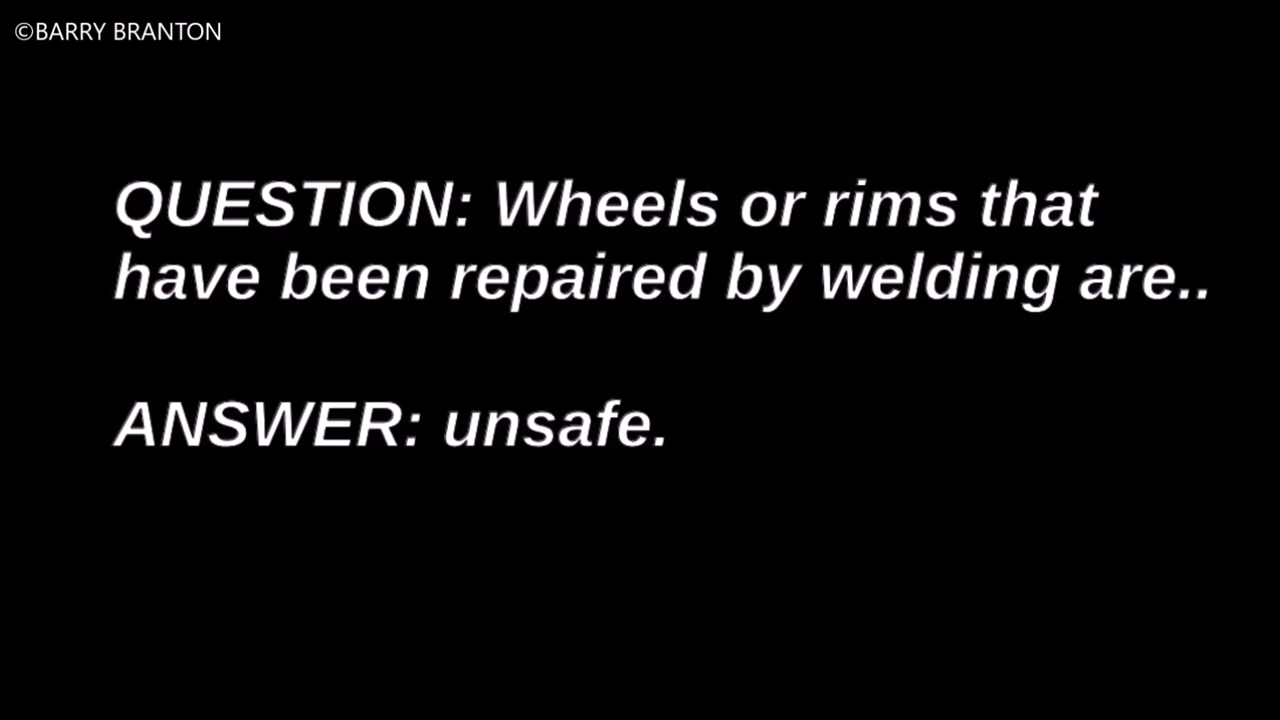 ©BARRY BRANTON
QUESTION: Wheels or rims that
have been repaired by welding are..
ANSWER: unsafe.